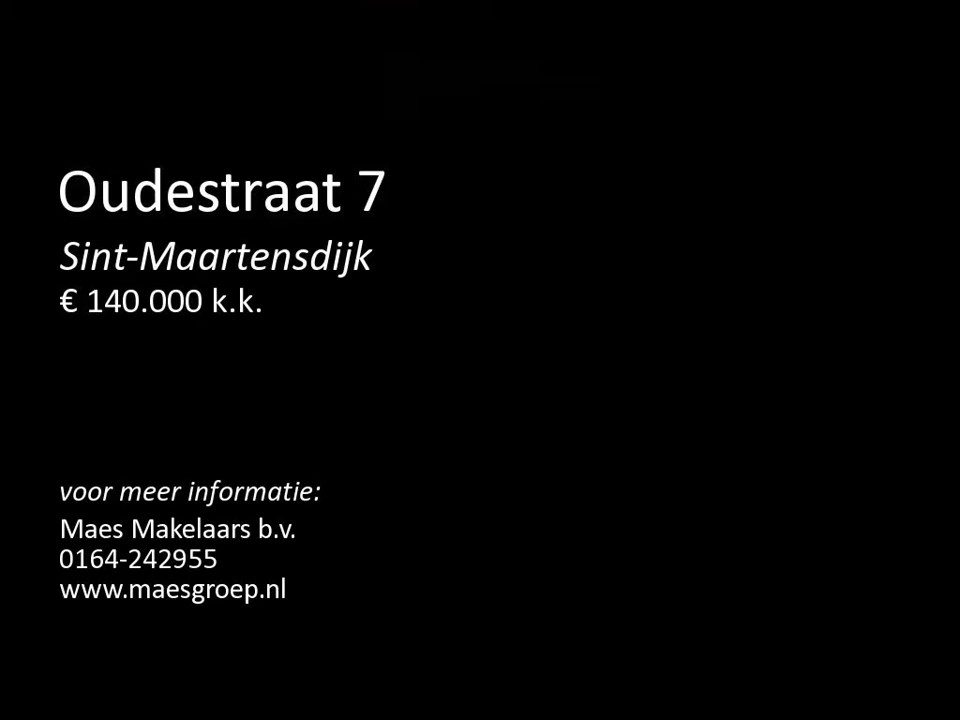 Oudestraat 7
Sint-Maartensdijk
€ 140.000 k.k.
voor meer informatie:
Maes Makelaars b.v.
0164-242955
www.maesgroep.nl